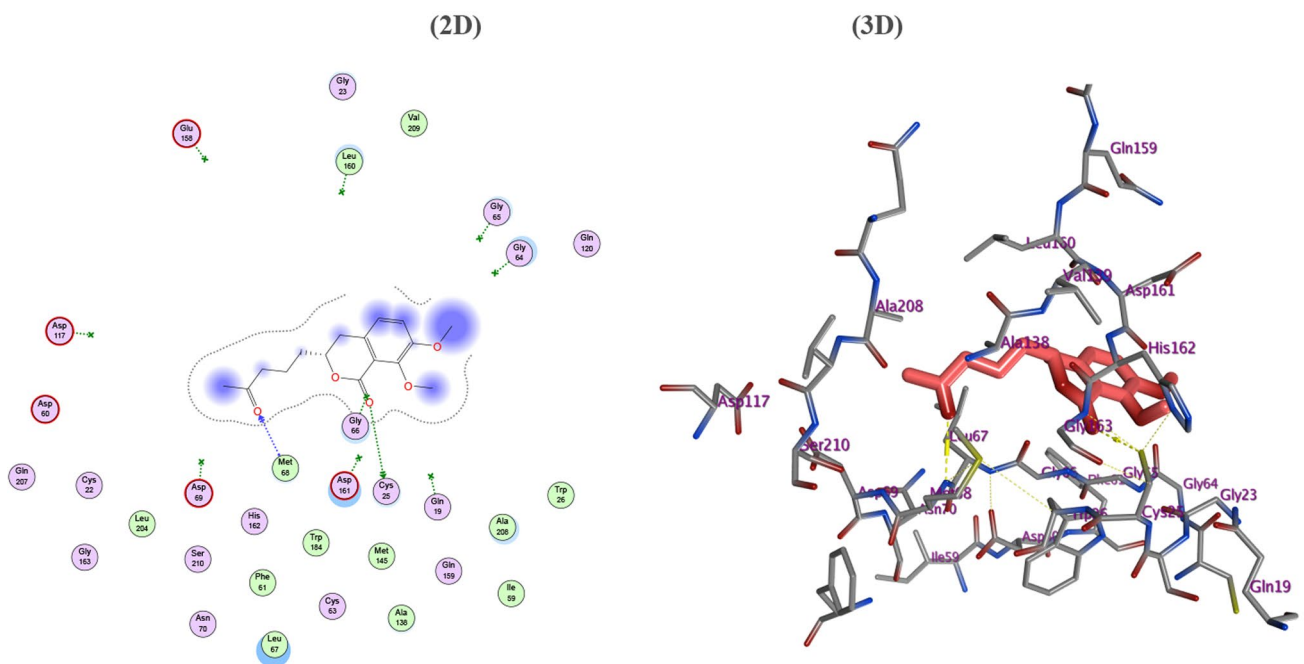 (2D)
(3D)
Gly
23
Val
209
Glu
158
Leu
160
Gly
65
Gly
64
Gln
120
Asp
117
Asp
60
O
O
O
O
O
Gly
66
Met
68
Asp
69
Asp
161
Cys
25
Gln
19
Gln
207
Cys
22
Leu
204
His
162
Trp
184
Met
145
Ala
208
Trp
26
Gly
163
Ser
210
Phe
61
Gln
159
Ile
59
Asn
70
Cys
63
Ala
138
Leu
67
Gln159
Leu160
Asp161
Ala208
Ala138
His162
Asp117
Leu67
Ser210
Gly64
Gly23
Cys25
Ile59
Gln19